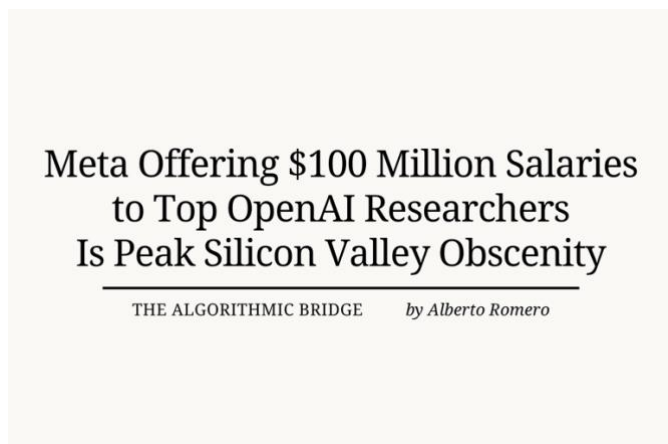 Meta Offering $100 Million Salaries
to Top OpenAI Researchers
Is Peak Silicon Valley Obscenity
THE ALGORITHMIC BRIDGE by Alberto Romero